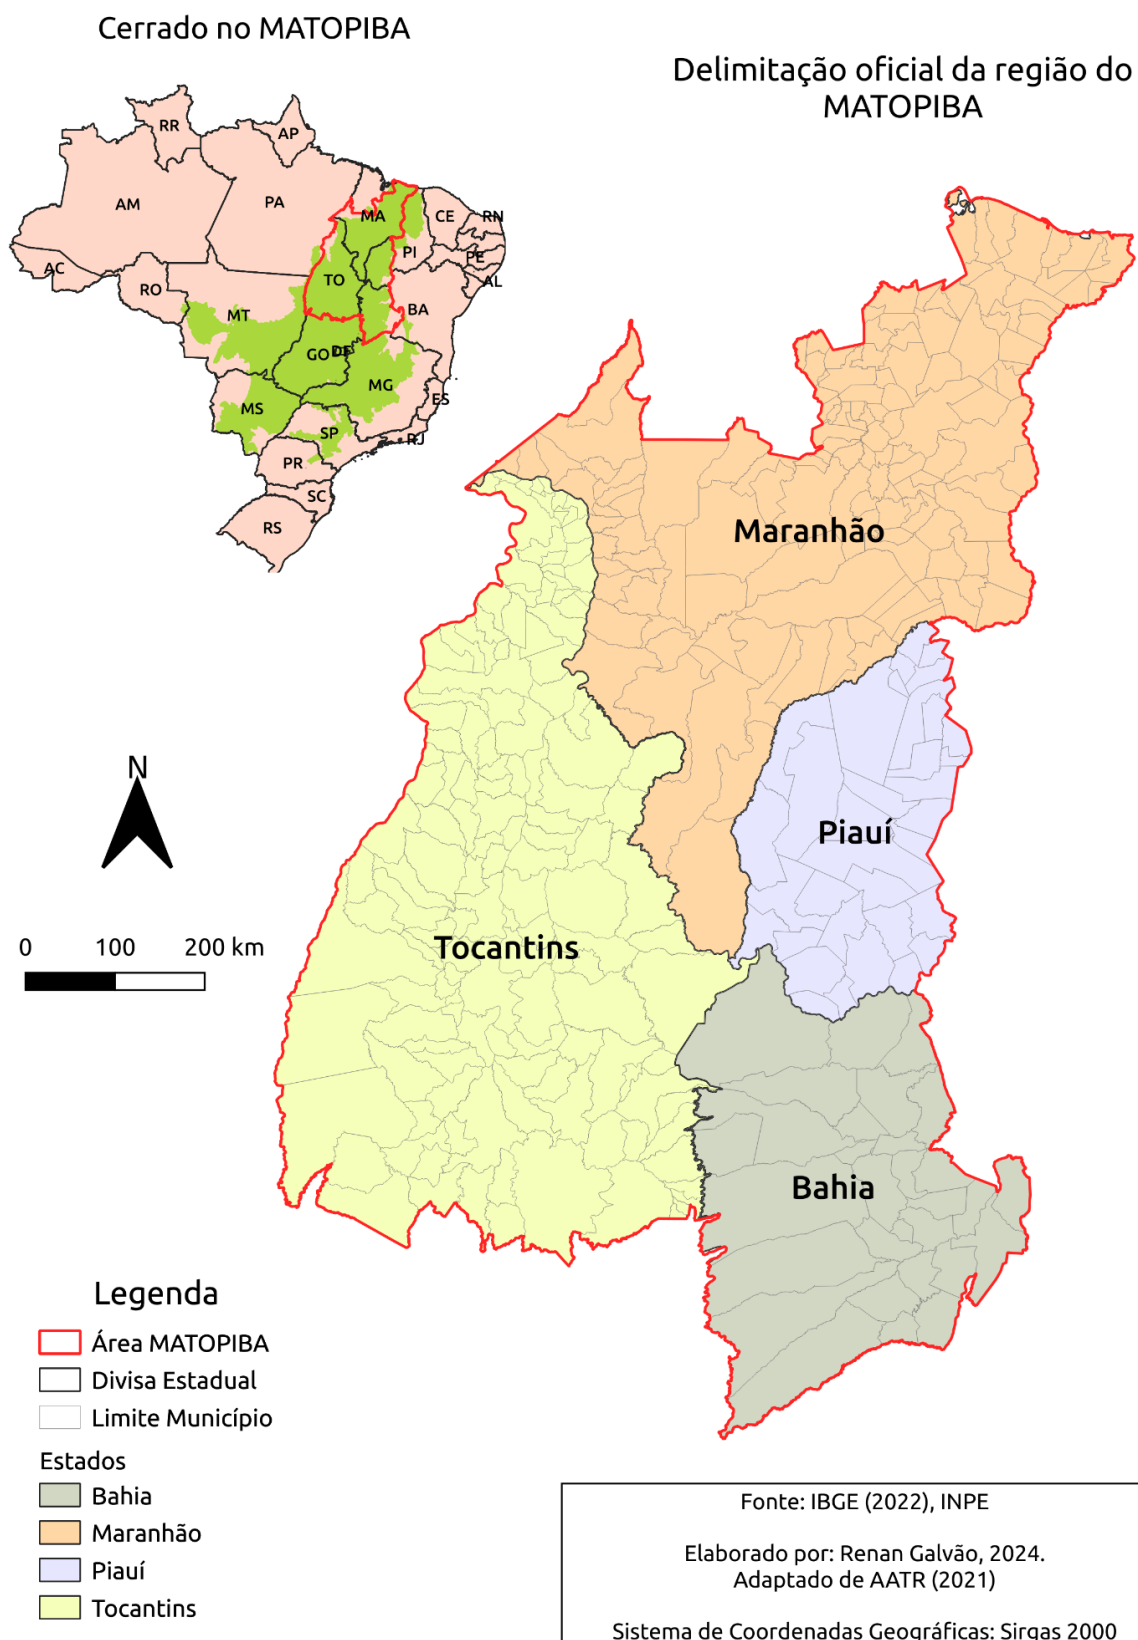 Cerrado no MATOPIBA
Delimitação oficial da região do
MATOPIBA
RR
AP
AM
PA
MA
CE
RN
PI
PE
AL
AC
RO
TO
BA
MT
GO
DF
MG
ES
MS
SP
RJ
PR
SC
RS
Maranhão
Piauí
Tocantins
Bahia
N
0 100 200 km
Legenda
Área MATOPIBA
Divisa Estadual
Limite Município
Estados
Bahia
Maranhão
Piauí
Tocantins
Fonte: IBGE (2022), INPE
Elaborado por: Renan Galvão, 2024.
Adaptado de AATR (2021)
Sistema de Coordenadas Geográficas: Sirgas 2000